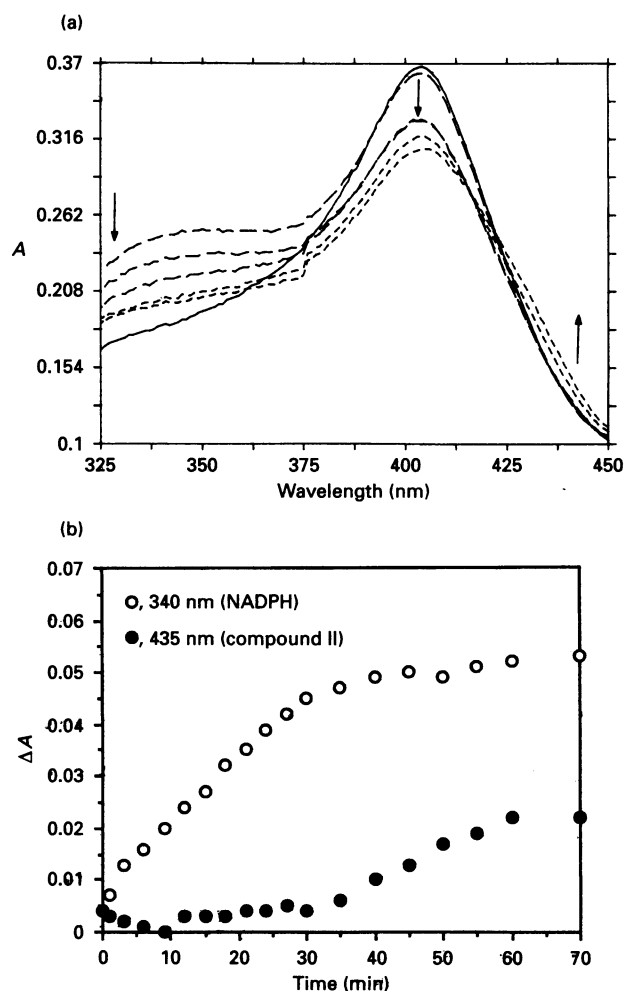 (a)
0.37
0.316
0.262
A
0.208
0.154
0.1
325 350 375 400 425 450
Wavelength (nm)
(b)
0.07
0.06
0.05
0.04
0.03
0.02
0.01
0
ΔA
○, 340 nm (NADPH)
●, 435 nm (compound II)
0 10 20 30 40 50 60 70
Time (min)